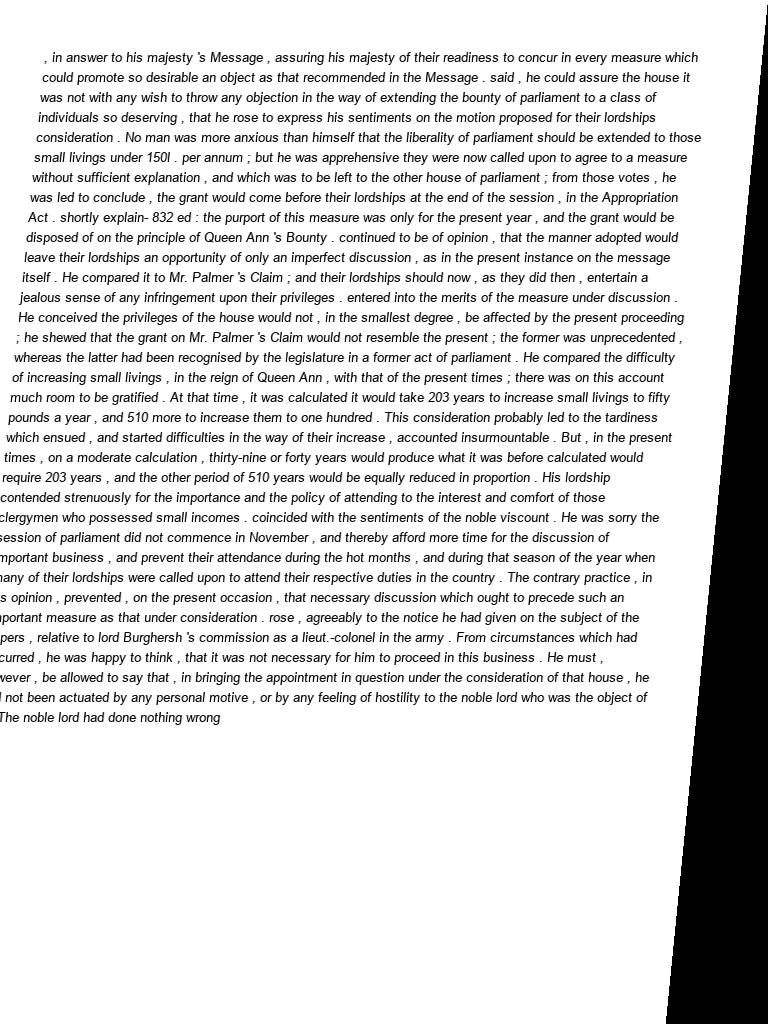 , in answer to his majesty 's Message , assuring his majesty of their readiness to concur in every measure which
could promote so desirable an object as that recommended in the Message . said , he could assure the house it
was not with any wish to throw any objection in the way of extending the bounty of parliament to a class of
individuals so deserving , that he rose to express his sentiments on the motion proposed for their lordships
consideration . No man was more anxious than himself that the liberality of parliament should be extended to those
small livings under 150l . per annum ; but he was apprehensive they were now called upon to agree to a measure
without sufficient explanation , and which was to be left to the other house of parliament ; from those votes , he
was led to conclude , the grant would come before their lordships at the end of the session , in the Appropriation
Act . shortly explain- 832 ed : the purport of this measure was only for the present year , and the grant would be
disposed of on the principle of Queen Ann 's Bounty . continued to be of opinion , that the manner adopted would
leave their lordships an opportunity of only an imperfect discussion , as in the present instance on the message
itself . He compared it to Mr. Palmer 's Claim ; and their lordships should now , as they did then , entertain a
jealous sense of any infringement upon their privileges . entered into the merits of the measure under discussion .
He conceived the privileges of the house would not , in the smallest degree , be affected by the present proceeding
; he shewed that the grant on Mr. Palmer 's Claim would not resemble the present ; the former was unprecedented ,
whereas the latter had been recognised by the legislature in a former act of parliament . He compared the difficulty
of increasing small livings , in the reign of Queen Ann , with that of the present times ; there was on this account
much room to be gratified . At that time , it was calculated it would take 203 years to increase small livings to fifty
pounds a year , and 510 more to increase them to one hundred . This consideration probably led to the tardiness
which ensued , and started difficulties in the way of their increase , accounted insurmountable . But , in the present
times , on a moderate calculation , thirty-nine or forty years would produce what it was before calculated would
require 203 years , and the other period of 510 years would be equally reduced in proportion . His lordship
contended strenuously for the importance and the policy of attending to the interest and comfort of those
clergymen who possessed small incomes . coincided with the sentiments of the noble viscount . He was sorry the
session of parliament did not commence in November , and thereby afford more time for the discussion of
mportant business , and prevent their attendance during the hot months , and during that season of the year when
many of their lordships were called upon to attend their respective duties in the country . The contrary practice , in
s opinion , prevented , on the present occasion , that necessary discussion which ought to precede such an
portant measure as that under consideration . rose , agreeably to the notice he had given on the subject of the
pers , relative to lord Burghersh 's commission as a lieut.-colonel in the army . From circumstances which had
curred , he was happy to think , that it was not necessary for him to proceed in this business . He must ,
wever , be allowed to say that , in bringing the appointment in question under the consideration of that house , he
not been actuated by any personal motive , or by any feeling of hostility to the noble lord who was the object of
The noble lord had done nothing wrong